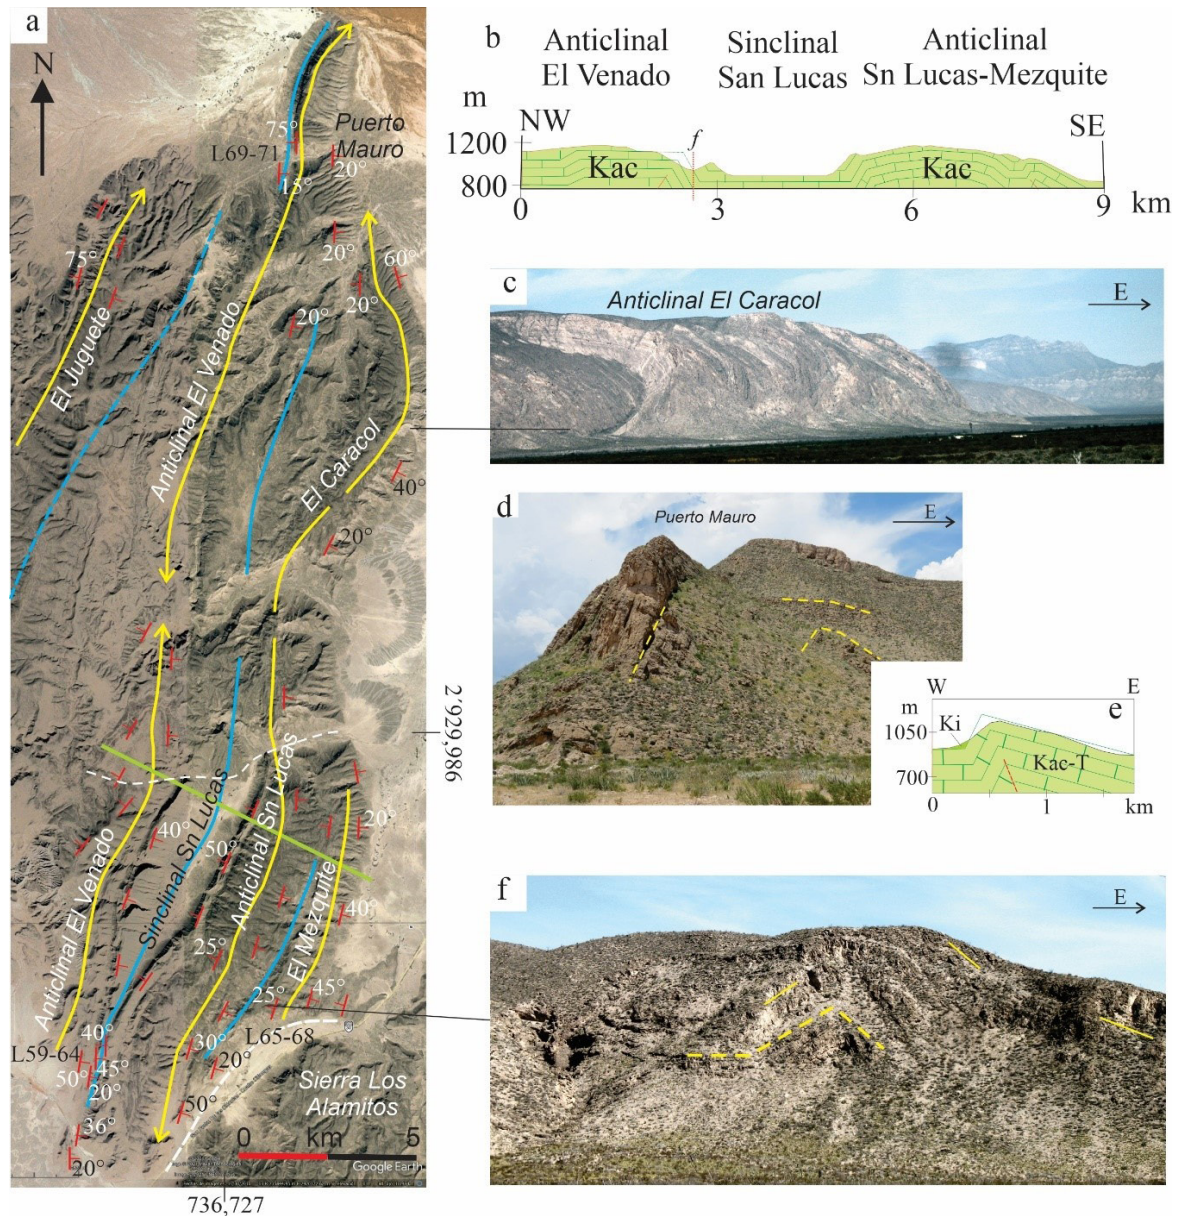 a
N
75°
L69-71
Puerto
Mauro
20°
15°
75°
20°
60°
20°
20°
El Juguete
Anticlinal El Venado
El Caracol
40°
20°
2'929,986
Sinclinal Sn Lucas
Anticlinal Sn Lucas
Anticlinal El Venado
El Mezquite
40°
50°
20°
40°
25°
25°
45°
L65-68
30°
20°
50°
40°
L59-64
45°
50°
20°
36°
20°
Sierra Los
Alamitos
0 km 5
Google Earth
736,727
b
Anticlinal
El Venado
Sinclinal
San Lucas
Anticlinal
Sn Lucas-Mezquite
m
NW
SE
1200
800
f
Kac
Kac
0 3 6 9 km
c
Anticlinal El Caracol
E
d
Puerto Mauro
E
W E
m
e
1050
Ki
Kac-T
700
0 1 km
f
E